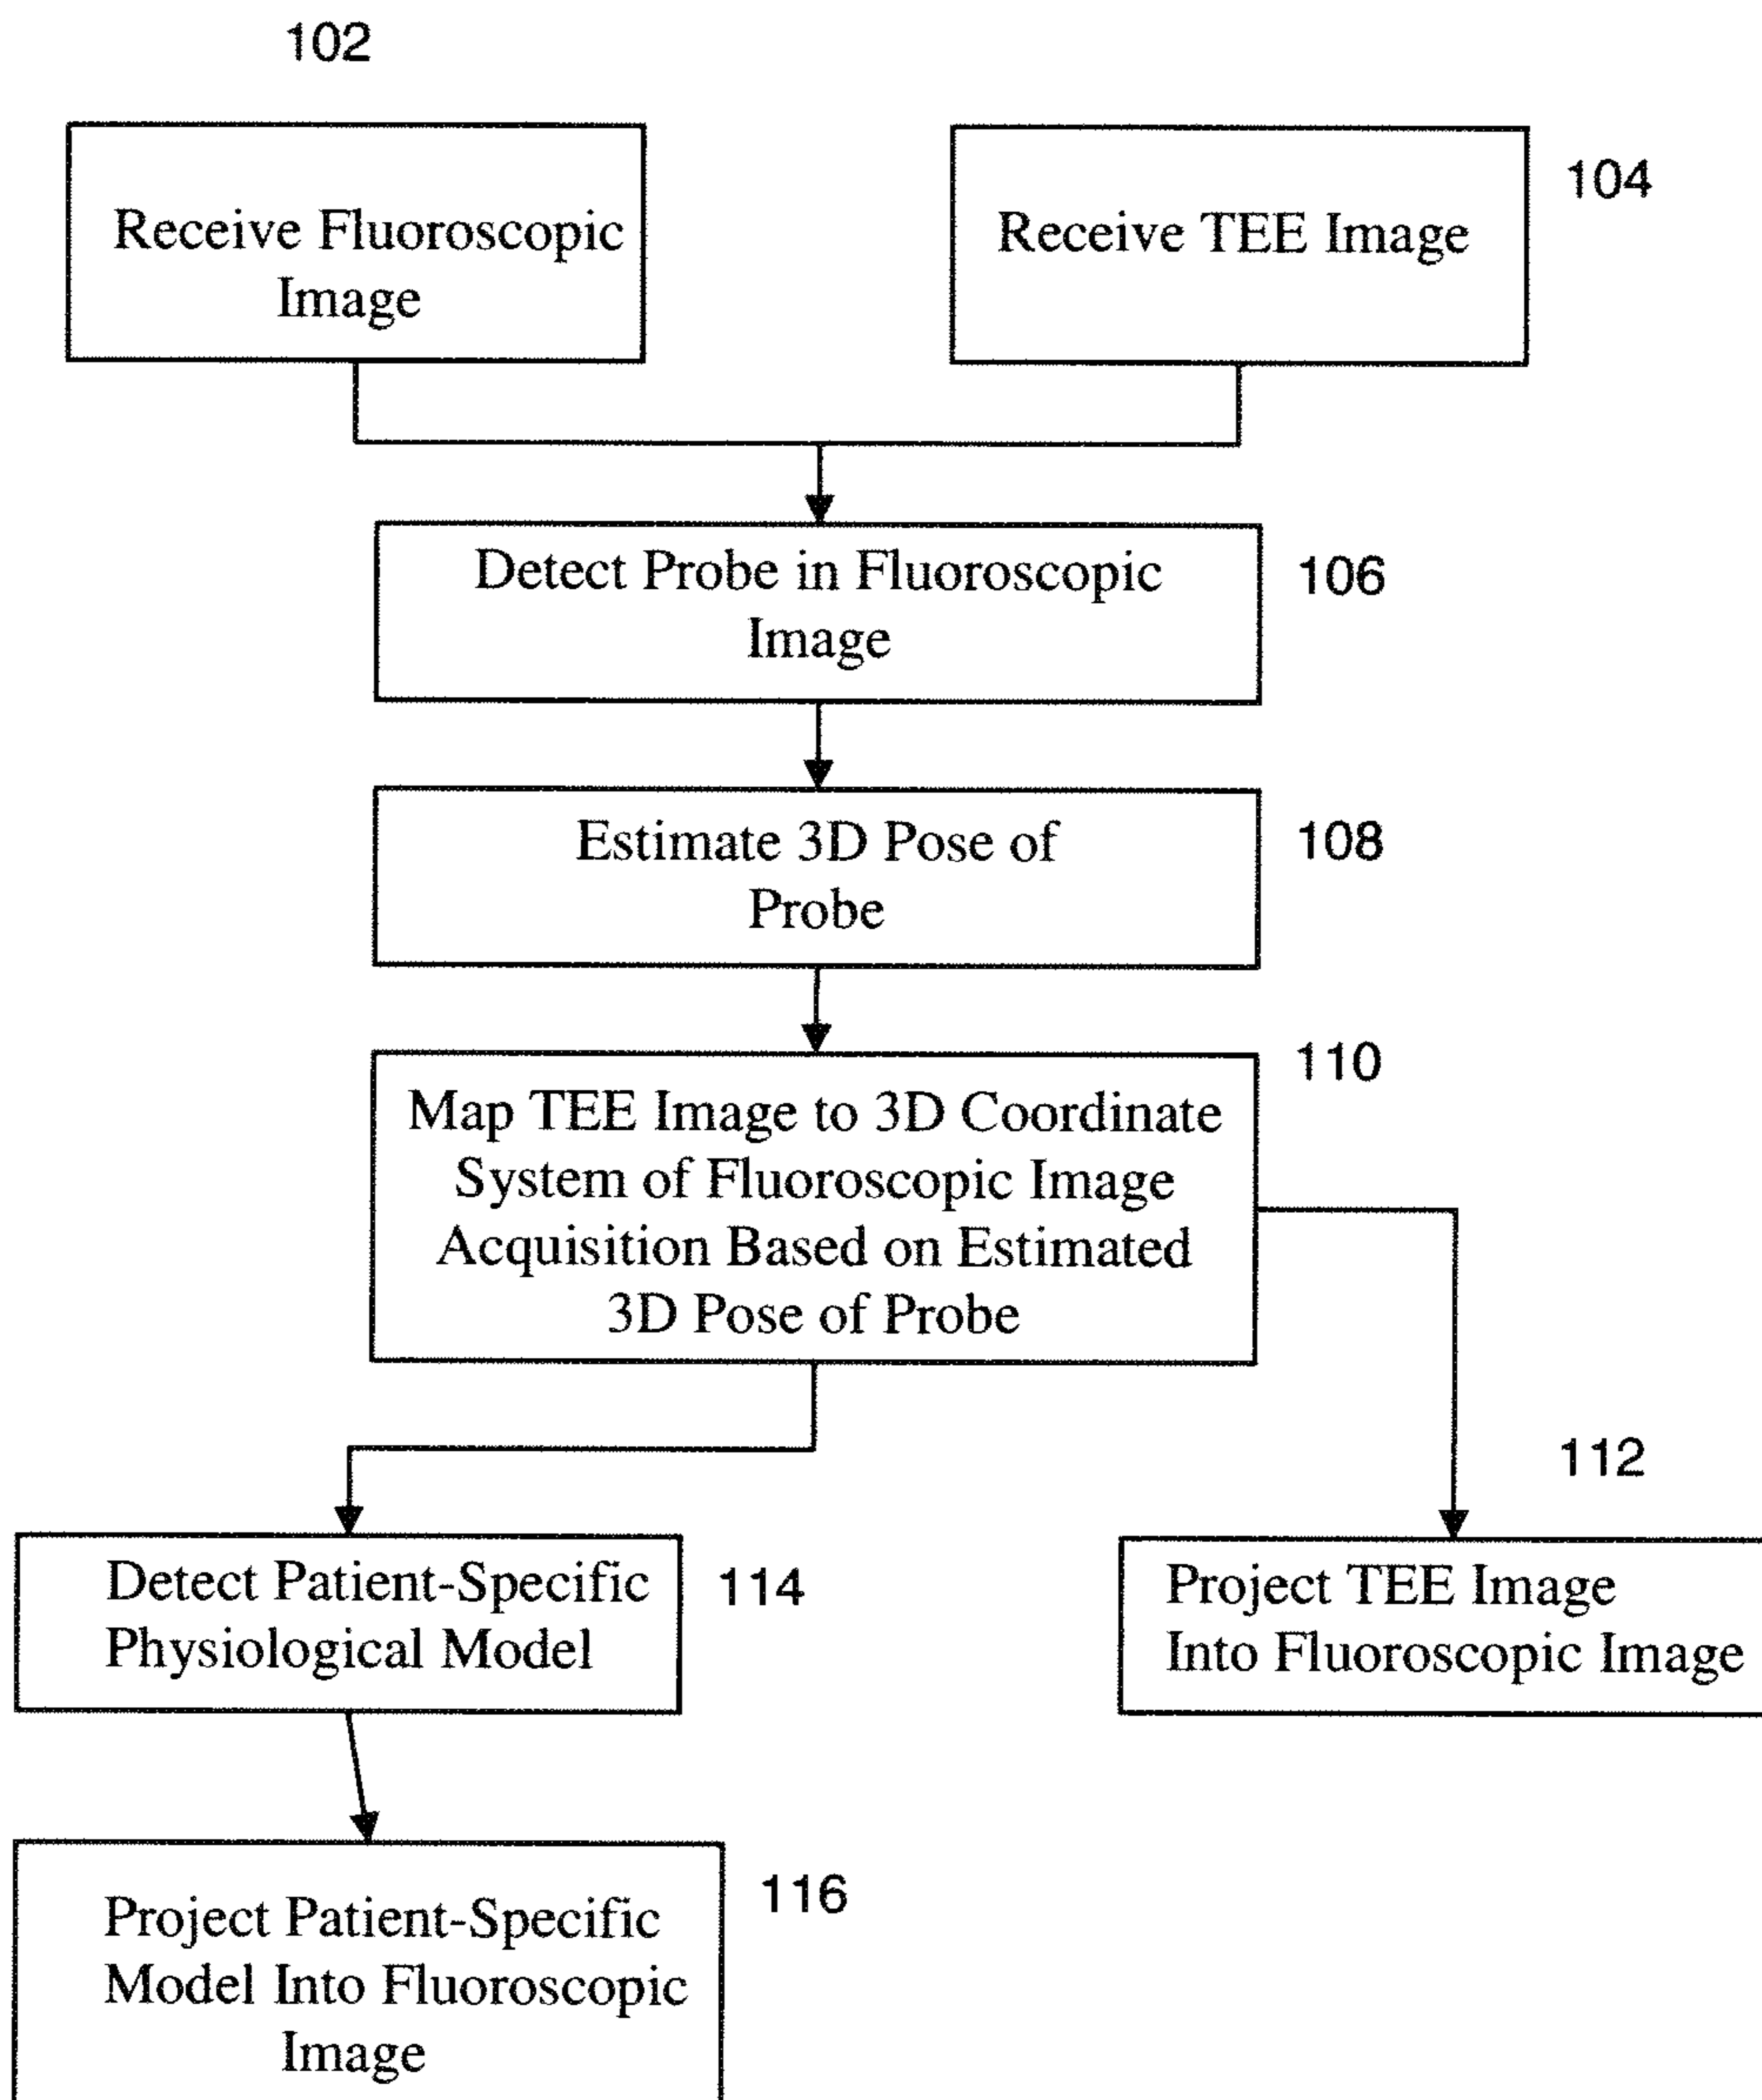 102
Receive Fluoroscopic
Image
Receive TEE Image
104
Detect Probe in Fluoroscopic
Image
106
Estimate 3D Pose of
Probe
108
Map TEE Image to 3D Coordinate
System of Fluoroscopic Image
Acquisition Based on Estimated
3D Pose of Probe
110
112
Detect Patient-Specific
Physiological Model
114
Project TEE Image
Into Fluoroscopic Image
Project Patient-Specific
Model Into Fluoroscopic
Image
116